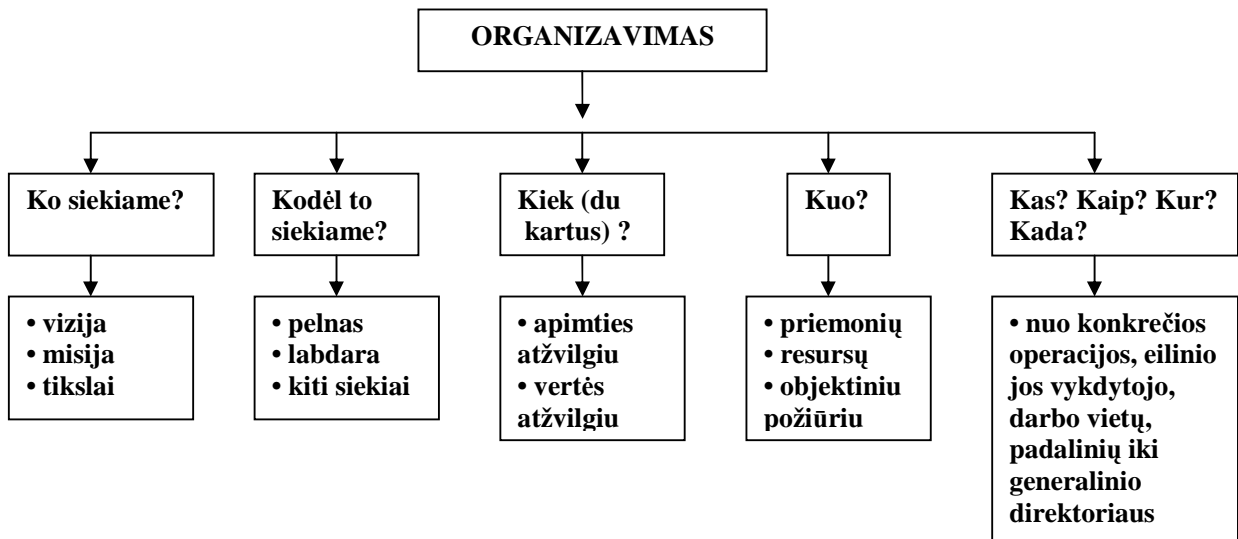 ORGANIZAVIMAS
Ko siekiame?
Kodėl to
siekiame?
Kiek (du
kartus) ?
Kuo?
Kas? Kaip? Kur?
Kada?
• vizija
• misija
• tikslai
• pelnas
• labdara
• kiti siekiai
• apimties
atžvilgiu
• vertės
atžvilgiu
• priemonių
• resursų
• objektiniu
požiūriu
• nuo konkrečios
operacijos, eilinio
jos vykdytojo,
darbo vietų,
padalinių iki
generalinio
direktoriaus